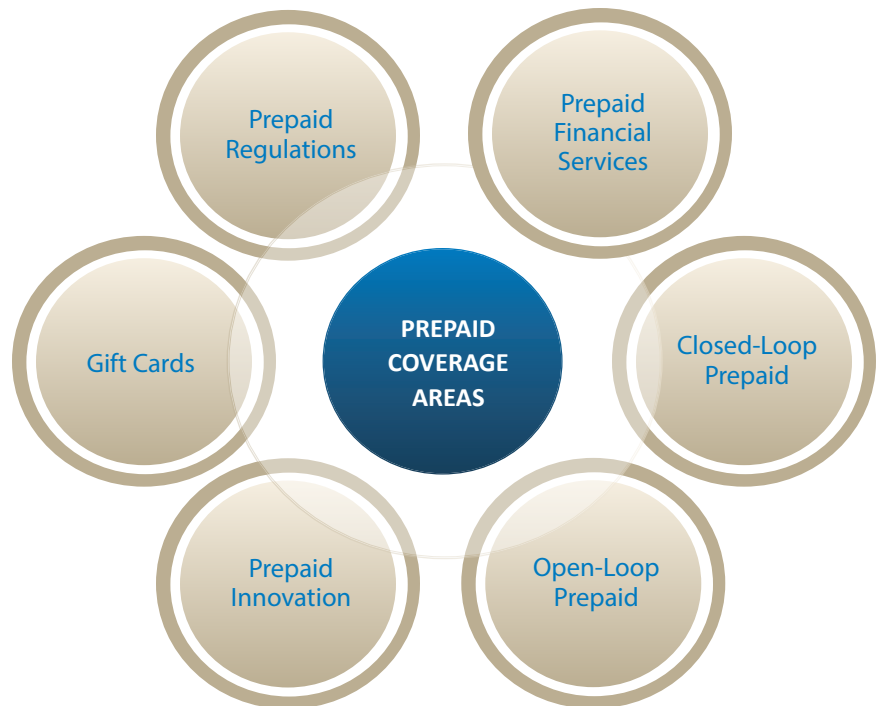 Prepaid
Regulations
Prepaid
Financial
Services
Gift Cards
PREPAID
COVERAGE
AREAS
Closed-Loop
Prepaid
Prepaid
Innovation
Open-Loop
Prepaid